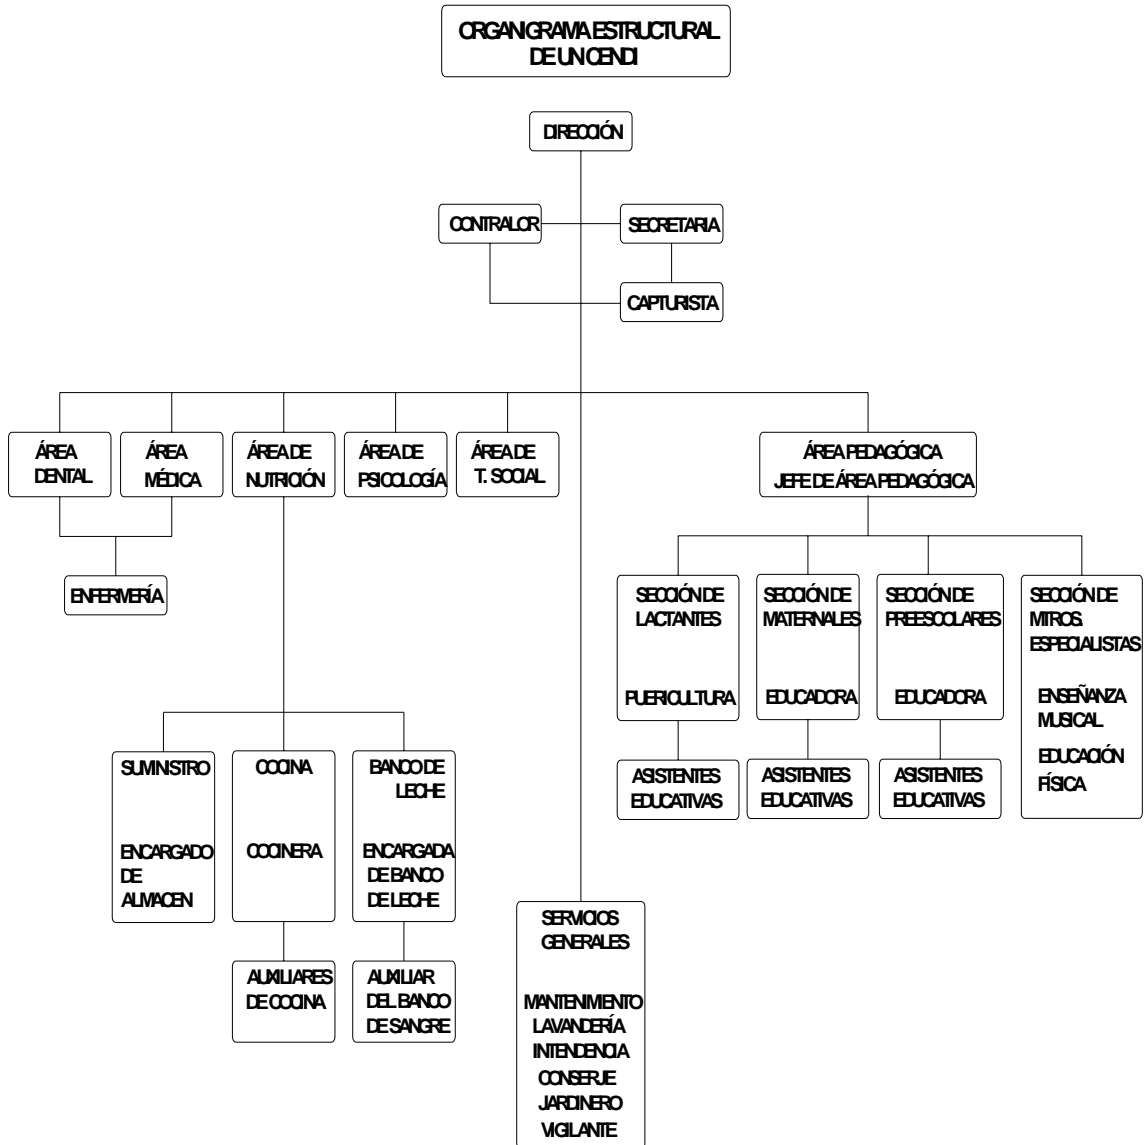 ORGANIGRAMA ESTRUCTURAL
DE UN CENDI
DIRECCIÓN
CONTRALOR
SECRETARIA
CAPTURISTA
ÁREA
DENTAL
ÁREA
MÉDICA
ÁREA DE
NUTRICIÓN
ÁREA DE
PSICOLOGÍA
ÁREA DE
T. SOCIAL
ÁREA PEDAGÓGICA
JEFE DE ÁREA PEDAGÓGICA
ENFERMERÍA
SECCIÓN DE
LACTANTES
PUERICULTURA
SECCIÓN DE
MATERNALES
EDUCADORA
SECCIÓN DE
PREESCOLARES
EDUCADORA
SECCIÓN DE
MTROS.
ESPECIALISTAS
ENSEÑANZA
MUSICAL
EDUCACIÓN
FÍSICA
ASISTENTES
EDUCATIVAS
ASISTENTES
EDUCATIVAS
ASISTENTES
EDUCATIVAS
SUMINISTRO
ENCARGADO
DE
ALMACEN
COCINA
COCINERA
BANCO DE
LECHE
ENCARGADA
DE BANCO
DE LECHE
AUXILIARES
DE COCINA
AUXILIAR
DEL BANCO
DE SANGRE
SERVICIOS
GENERALES
MANTENIMIENTO
LAVANDERÍA
INTENDENCIA
CONSERJE
JARDINERO
VIGILANTE